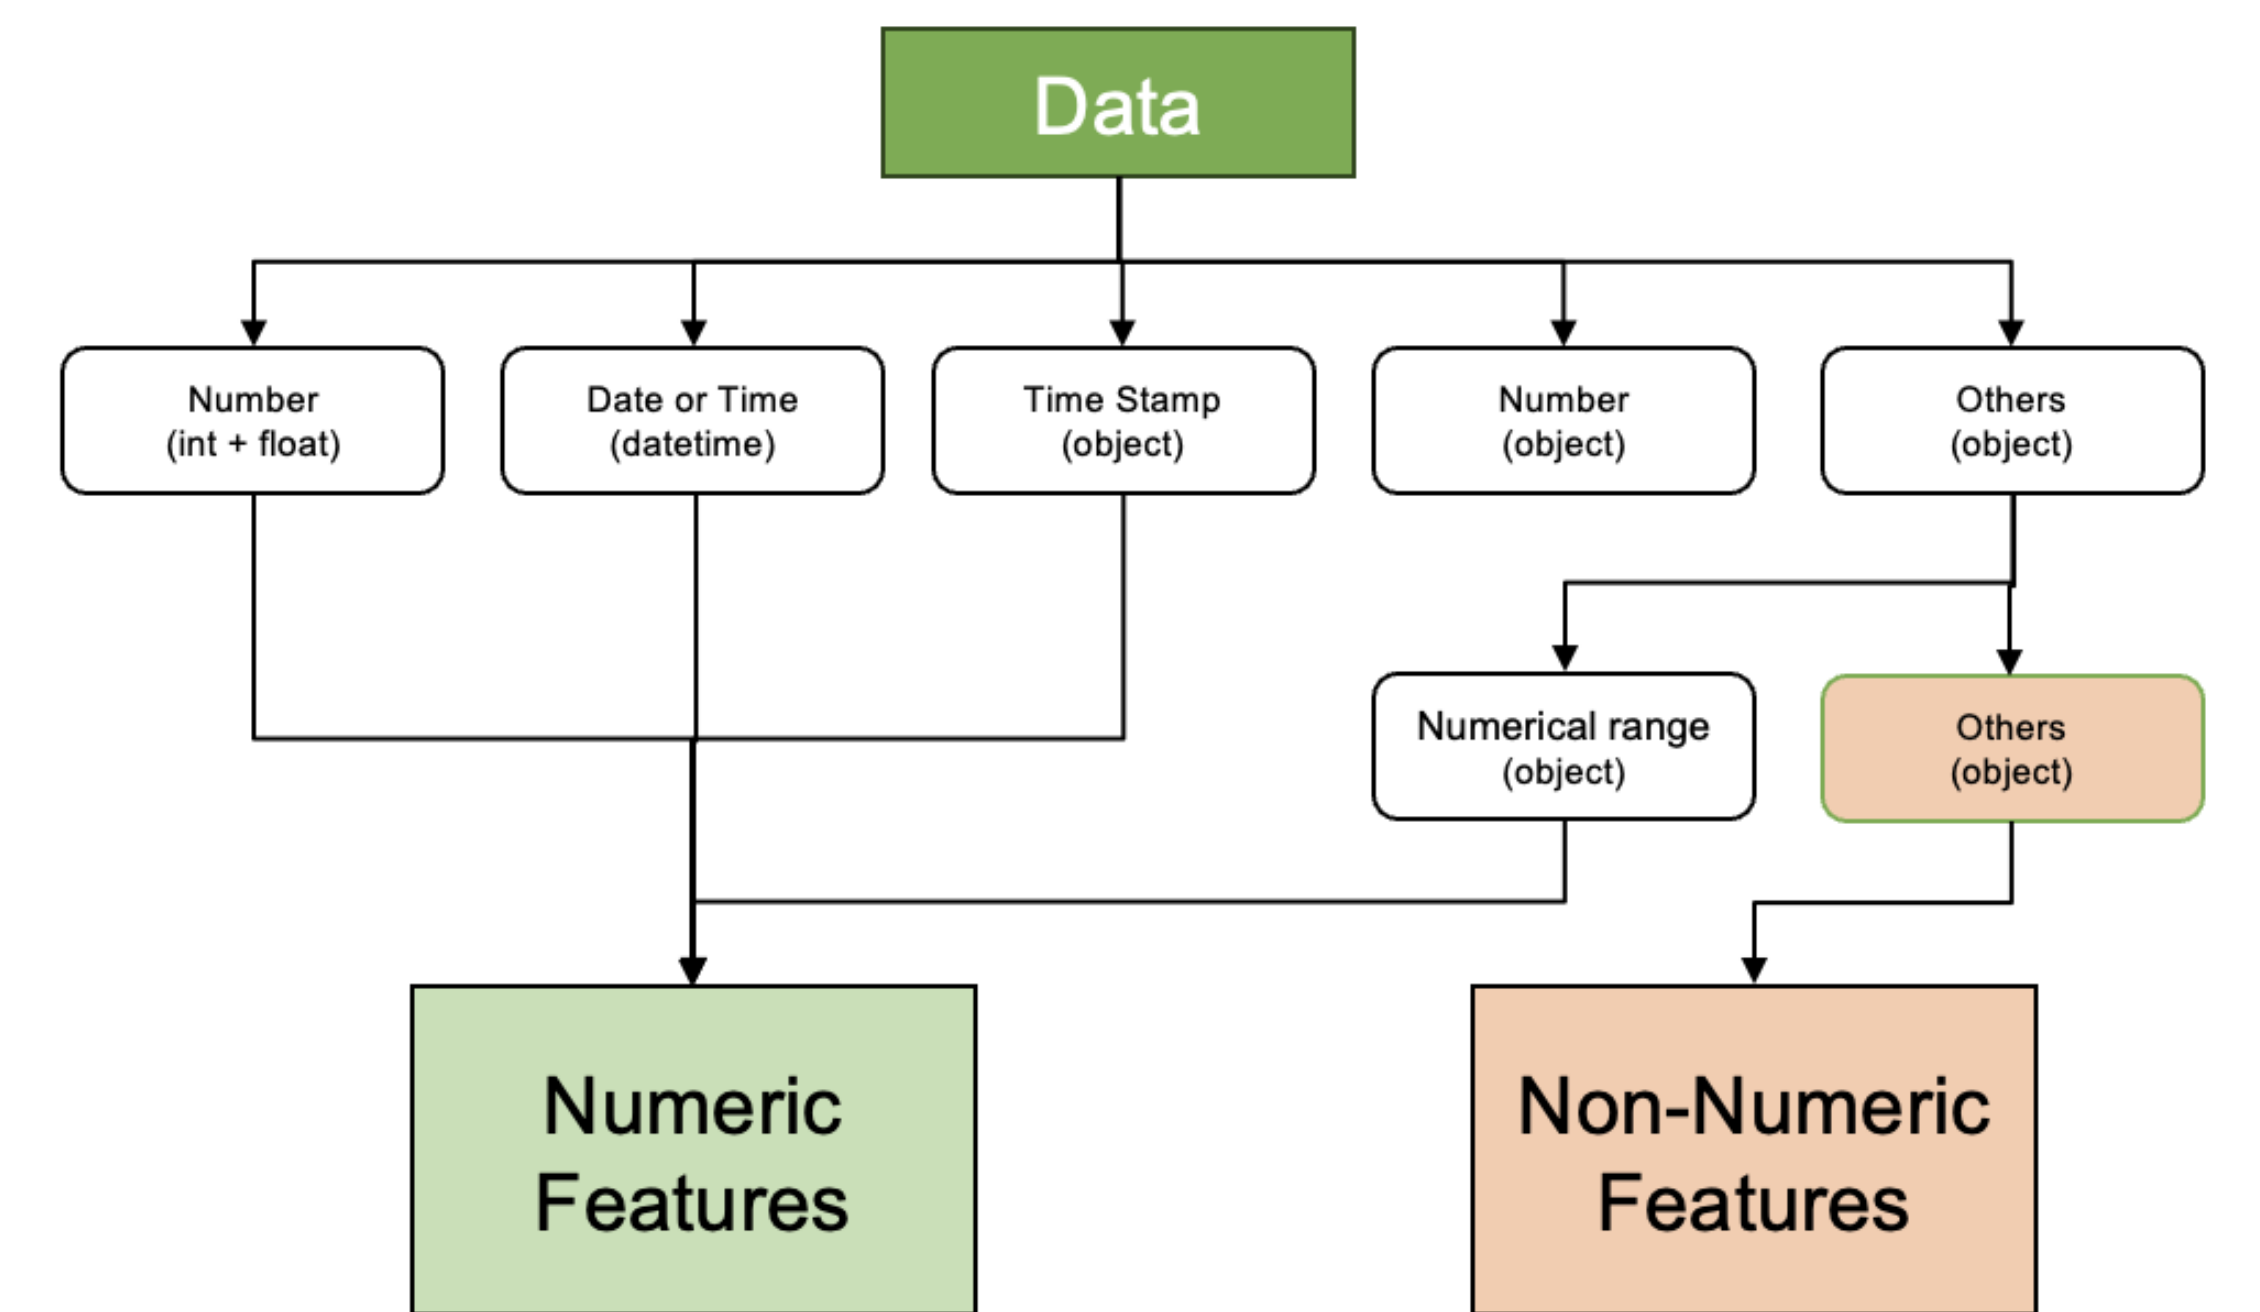 Data
Number
(int + float)
Date or Time
(datetime)
Time Stamp
(object)
Number
(object)
Others
(object)
Numerical range
(object)
Others
(object)
Numeric
Features
Non-Numeric
Features